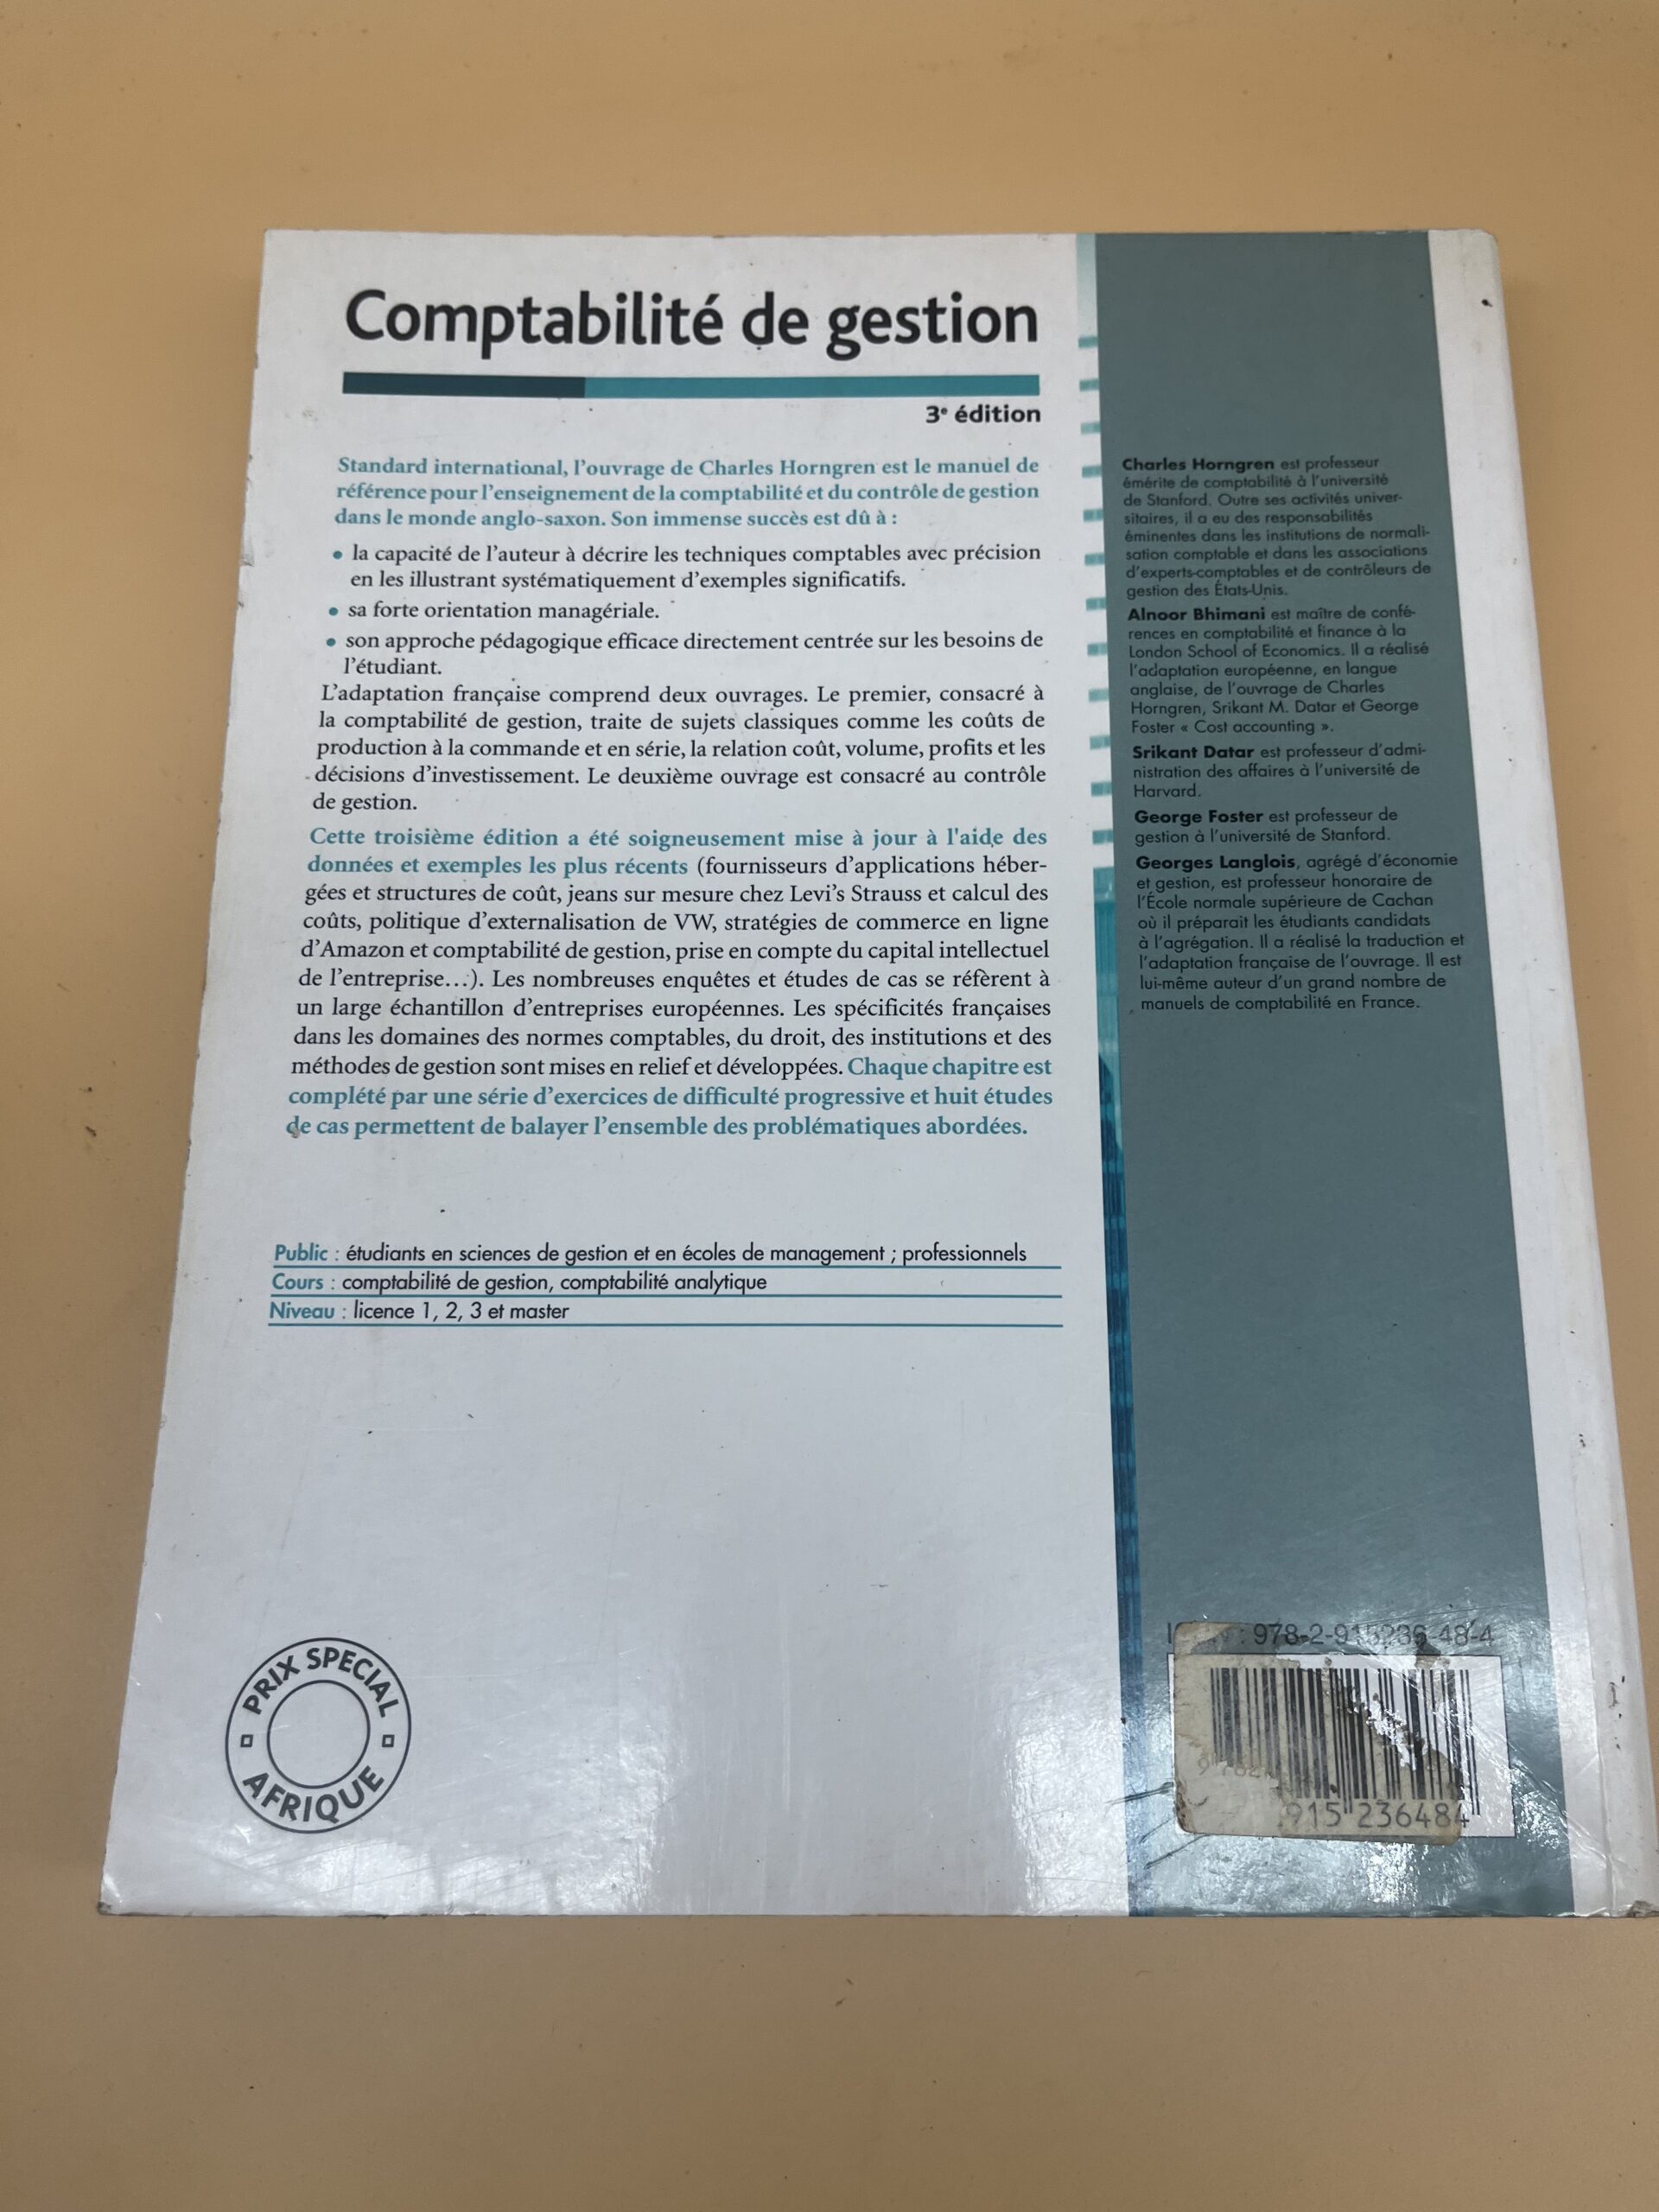 Comptabilité de gestion
3e édition
Standard international, l'ouvrage de Charles Horngren est le manuel de
référence pour l'enseignement de la comptabilité et du contrôle de gestion
dans le monde anglo-saxon. Son immense succès est dû à :
• la capacité de l'auteur à décrire les techniques comptables avec précision
en les illustrant systématiquement d'exemples significatifs.
• sa forte orientation managériale.
• son approche pédagogique efficace directement centrée sur les besoins de
l'étudiant.
L'adaptation française comprend deux ouvrages. Le premier, consacré à
la comptabilité de gestion, traite de sujets classiques comme les coûts de
production à la commande et en série, la relation coût, volume, profits et les
décisions d'investissement. Le deuxième ouvrage est consacré au contrôle
de gestion.
Cette troisième édition a été soigneusement mise à jour à l'aide des
données et exemples les plus récents (fournisseurs d'applications héber-
gées et structures de coût, jeans sur mesure chez Levi's Strauss et calcul des
coûts, politique d'externalisation de VW, stratégies de commerce en ligne
d'Amazon et comptabilité de gestion, prise en compte du capital intellectuel
de l'entreprise...). Les nombreuses enquêtes et études de cas se réfèrent à
un large échantillon d'entreprises européennes. Les spécificités françaises
dans les domaines des normes comptables, du droit, des institutions et des
méthodes de gestion sont mises en relief et développées. Chaque chapitre est
complété par une série d'exercices de difficulté progressive et huit études
de cas permettent de balayer l'ensemble des problématiques abordées.
Public : étudiants en sciences de gestion et en écoles de management ; professionnels
Cours : comptabilité de gestion, comptabilité analytique
Niveau : licence 1, 2, 3 et master
PRIX SPECIAL
AFRIQUE
Charles Horngren est professeur
émérite de comptabilité à l'université
de Stanford. Outre ses activités univer-
sitaires, il a eu des responsabilités
éminentes dans les institutions de normali-
sation comptable et dans les associations
d'experts-comptables et de contrôleurs de
gestion des États-Unis.
Alnoor Bhimani est maître de confé-
rences en comptabilité et finance à la
London School of Economics. Il a réalisé
l'adaptation européenne, en langue
anglaise, de l'ouvrage de Charles
Horngren, Srikant M. Datar et George
Foster « Cost accounting ».
Srikant Datar est professeur d'admi-
nistration des affaires à l'université de
Harvard.
George Foster est professeur de
gestion à l'université de Stanford.
Georges Langlois, agrégé d'économie
et gestion, est professeur honoraire de
l'École normale supérieure de Cachan
où il préparait les étudiants candidats
à l'agrégation. Il a réalisé la traduction et
l'adaptation française de l'ouvrage. Il est
lui-même auteur d'un grand nombre de
manuels de comptabilité en France.
: 978-2-915236-48-4
915 236484